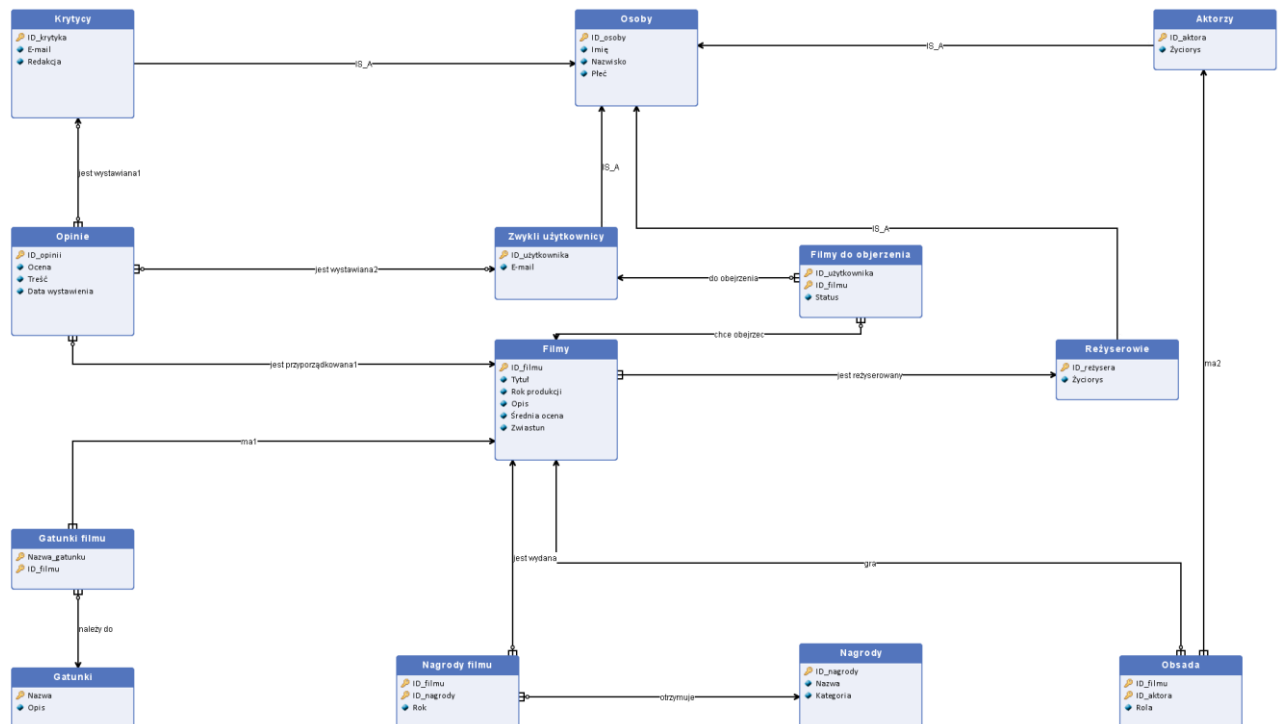 Krytycy
ID_krytyka
E-mail
Redakcja
IS_A
Osoby
ID_osoby
Imię
Nazwisko
Płeć
IS_A
Aktorzy
ID_aktora
Życiorys
jest wystawiana1
IS_A
IS_A
Opinie
ID_opinii
Ocena
Treść
Data wystawienia
jest wystawiana2
Zwykli użytkownicy
ID_użytkownika
E-mail
do obejrzenia
Filmy do objerzenia
ID_użytkownika
ID_filmu
Status
chce obejrzec
jest przyporządkowana1
Filmy
ID_filmu
Tytuł
Rok produkcji
Opis
Średnia ocena
Zwiastun
jest reżyserowany
Reżyserowie
ID_reżysera
Życiorys
ma2
ma1
Gatunki filmu
Nazwa_gatunku
ID_filmu
jest wydana
gra
należy do
Gatunki
Nazwa
Opis
Nagrody filmu
ID_filmu
ID_nagrody
Rok
otrzymuje
Nagrody
ID_nagrody
Nazwa
Kategoria
Obsada
ID_filmu
ID_aktora
Rola